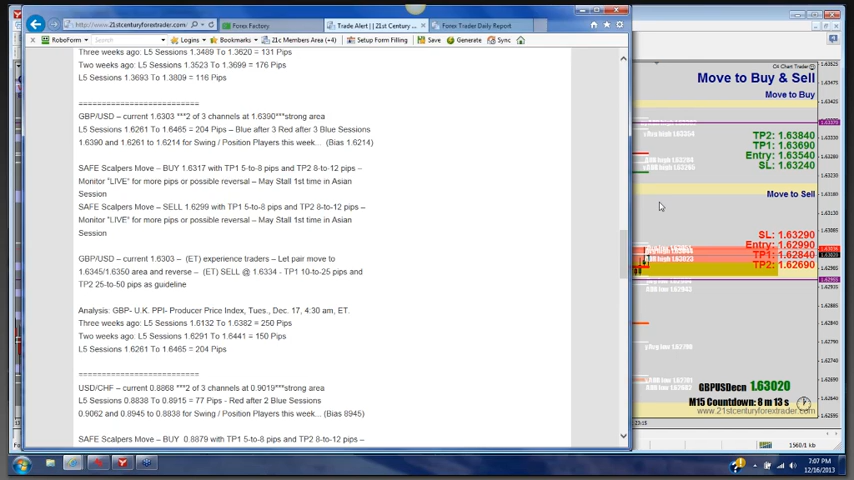 http://www.21stcenturyforextrader.com/
Forex Factory
Trade Alert | | 21st Century ...
Forex Trader Daily Report
RoboForm
Search
Logins
Bookmarks
21c Members Area (+4)
Setup Form Filling
Save
Generate
Sync
Three weeks ago: L5 1.3489 To 1.3620 = 131 Pips
Two weeks ago: L5 Sessions 1.3523 To 1.3699 = 176 Pips
L5 Sessions 1.3693 To 1.3809 = 116 Pips
==========================
GBP/USD – current 1.6303 ***2 of 3 channels at 1.6390***strong area
L5 Sessions 1.6261 To 1.6465 = 204 Pips – Blue after 3 Red after 3 Blue Sessions
1.6390 and 1.6261 to 1.6214 for Swing / Position Players this week... (Bias 1.6214)
SAFE Scalpers Move – BUY 1.6317 with TP1 5-to-8 pips and TP2 8-to-12 pips –
Monitor "LIVE" for more pips or possible reversal – May Stall 1st time in Asian
Session
SAFE Scalpers Move – SELL 1.6299 with TP1 5-to-8 pips and TP2 8-to-12 pips –
Monitor "LIVE" for more pips or possible reversal – May Stall 1st time in Asian
Session
GBP/USD – current 1.6303 – (ET) experience traders – Let pair move to
1.6345/1.6350 area and reverse – (ET) SELL @ 1.6334 - TP1 10-to-25 pips and
TP2 25-to-50 pips as guideline
Analysis: GBP- U.K. PPI- Producer Price Index, Tues., Dec. 17, 4:30 am, ET.
Three weeks ago: L5 Sessions 1.6132 To 1.6382 = 250 Pips
Two weeks ago: L5 Sessions 1.6291 To 1.6441 = 150 Pips
L5 Sessions 1.6261 To 1.6465 = 204 Pips
==========================
USD/CHF – current 0.8868 ***2 of 3 channels at 0.9019***strong area
L5 Sessions 0.8838 To 0.8915 = 77 Pips - Red after 2 Blue Sessions
0.9062 and 0.8945 to 0.8838 for Swing / Position Players this week... (Bias 8945)
SAFE Scalpers Move – BUY 0.8879 with TP1 5-to-8 pips and TP2 8-to-12 pips –
CA Chart Trader
Move to Buy & Sell
Move to Buy
TP2: 1.63840
TP1: 1.63690
Entry: 1.63540
SL: 1.63240
Move to Sell
SL: 1.63290
Entry: 1.62990
TP1: 1.62840
TP2: 1.62690
GBPUSDecn 1.63020
M15 Countdown: 8 m 13 s
www.21stcenturyforextrader.com
1560/1 kb
7:07 PM
12/16/2013